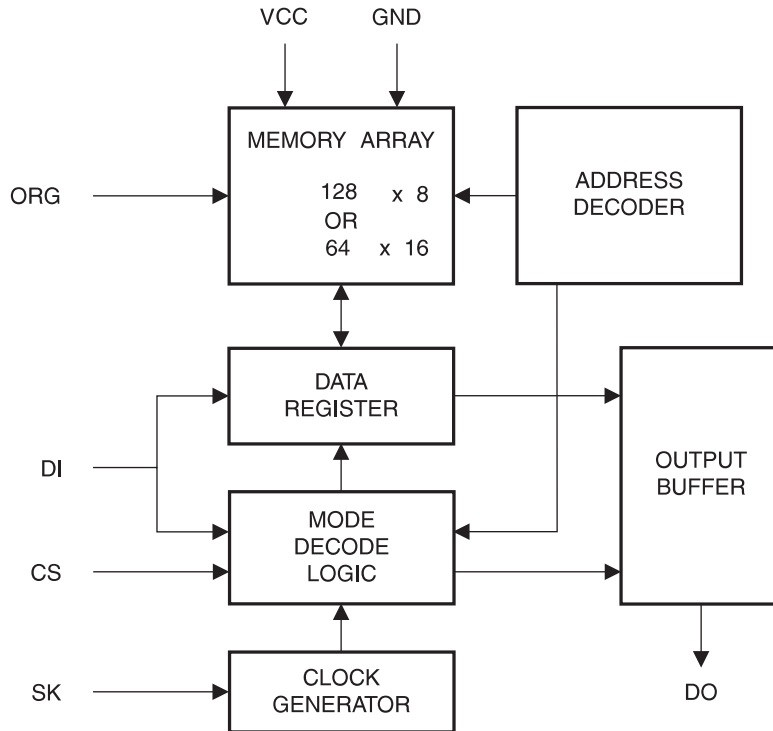 VCC GND
MEMORY ARRAY
128 x 8
OR
64 x 16
ADDRESS
DECODER
ORG
DATA
REGISTER
DI
OUTPUT
BUFFER
MODE
DECODE
LOGIC
CS
CLOCK
GENERATOR
SK
DO